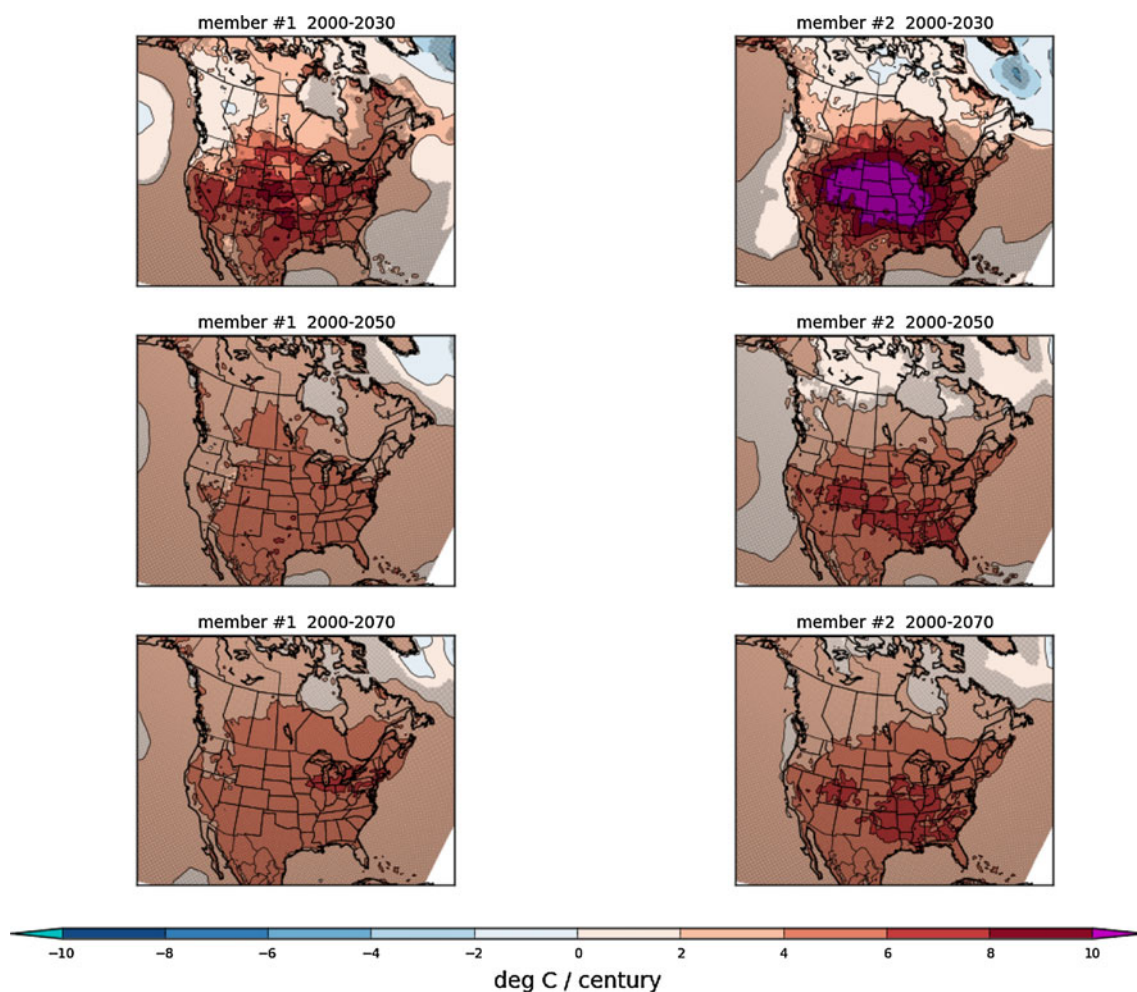 member #1 2000-2030
member #2 2000-2030
member #1 2000-2050
member #2 2000-2050
member #1 2000-2070
member #2 2000-2070
−10 −8 −6 −4 −2 0 2 4 6 8 10
deg C / century